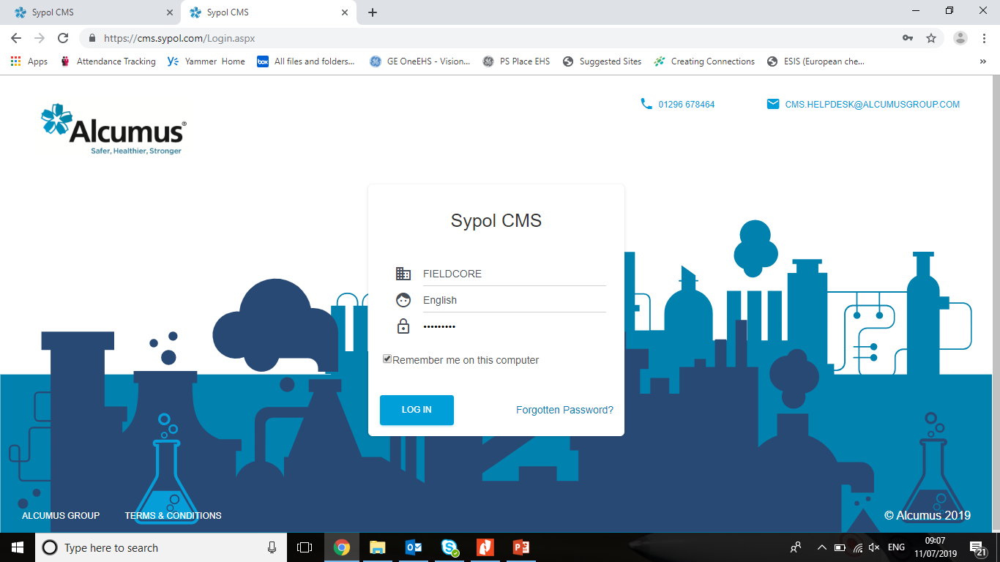 Sypol CMS
Sypol CMS
https://cms.sypol.com/Login.aspx
Apps
Attendance Tracking
Yammer Home
box
All files and folders...
GE OneEHS - Vision...
PS Place EHS
Suggested Sites
Creating Connections
ESIS (European che...
»
01296 678464
CMS.HELPDESK@ALCUMUSGROUP.COM
Alcumus®
Safer, Healthier, Stronger
Sypol CMS
FIELDCORE
English
•••••••••
Remember me on this computer
LOG IN
Forgotten Password?
ALCUMUS GROUP
TERMS & CONDITIONS
© Alcumus 2019
Type here to search
ENG
09:07
11/07/2019
21